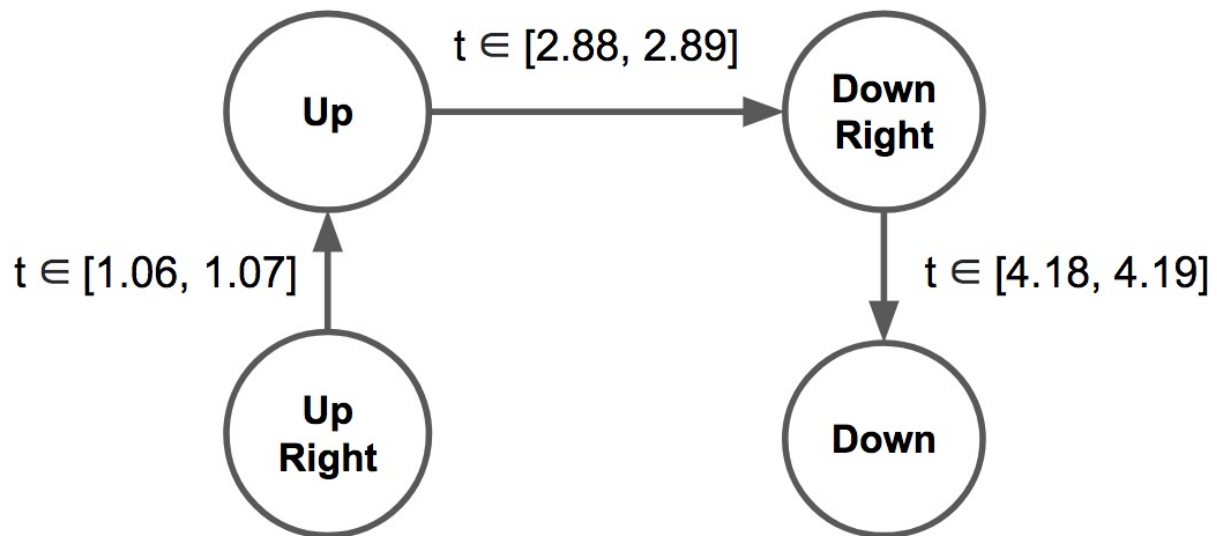 t ∈ [2.88, 2.89]
Up
Down
Right
t ∈ [1.06, 1.07]
t ∈ [4.18, 4.19]
Up
Right
Down